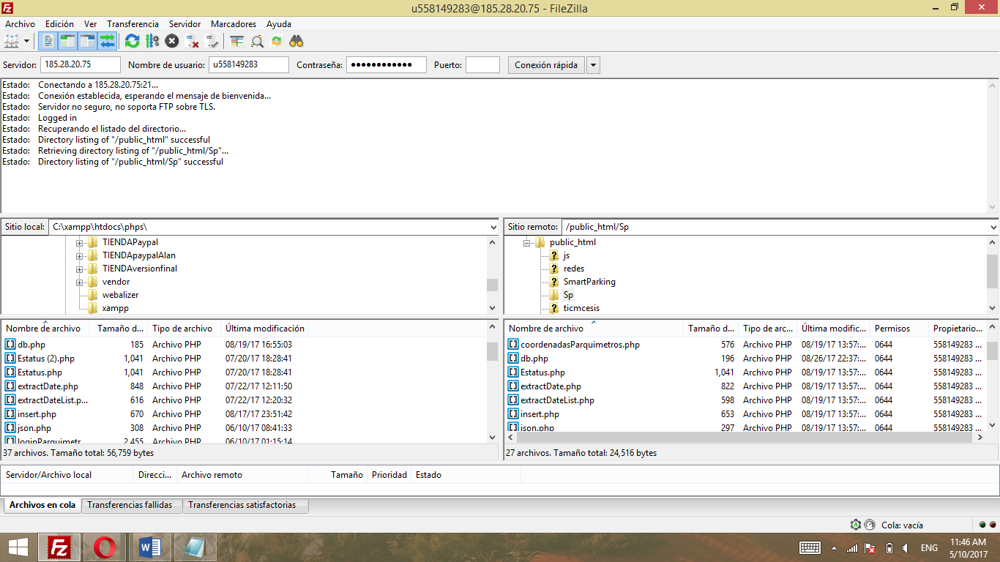 u558149283@185.28.20.75 - FileZilla
Archivo Edición Ver Transferencia Servidor Marcadores Ayuda
Servidor: 185.28.20.75 Nombre de usuario: u558149283 Contraseña: ●●●●●●●●●●●● Puerto: Conexión rápida
Estado: Conectando a 185.28.20.75:21...
Estado: Conexión establecida, esperando el mensaje de bienvenida...
Estado: Servidor no seguro, no soporta FTP sobre TLS.
Estado: Logged in
Estado: Recuperando el listado del directorio...
Estado: Directory listing of "/public_html" successful
Estado: Retrieving directory listing of "/public_html/Sp"...
Estado: Directory listing of "/public_html/Sp" successful
Sitio local: C:\xampp\htdocs\phps\
TIENDAPaypal
TIENDApaypalAlan
TIENDAversionfinal
vendor
webalizer
xampp
Sitio remoto: /public_html/Sp
public_html
js
redes
SmartParking
Sp
ticmcesis
Nombre de archivo Tamaño d... Tipo de archivo Última modificación
db.php 185 Archivo PHP 08/19/17 16:55:03
Estatus (2).php 1,041 Archivo PHP 07/20/17 18:28:41
Estatus.php 1,041 Archivo PHP 07/20/17 18:28:41
extractDate.php 848 Archivo PHP 07/22/17 12:11:50
extractDateList.p... 616 Archivo PHP 07/22/17 12:20:32
insert.php 670 Archivo PHP 08/17/17 23:51:42
json.php 308 Archivo PHP 06/10/17 08:41:33
loginParquimetr... 2,455 Archivo PHP 06/10/17 01:15:14
37 archivos. Tamaño total: 56,759 bytes
Nombre de archivo Tamaño d... Tipo de arc... Última modific... Permisos Propietario...
coordenadasParquimetros.php 576 Archivo PHP 08/19/17 13:57:... 0644 558149283 ...
db.php 196 Archivo PHP 08/26/17 22:37:... 0644 558149283 ...
Estatus.php 1,041 Archivo PHP 08/19/17 13:57:... 0644 558149283 ...
extractDate.php 822 Archivo PHP 08/19/17 13:57:... 0644 558149283 ...
extractDateList.php 598 Archivo PHP 08/19/17 13:57:... 0644 558149283 ...
insert.php 653 Archivo PHP 08/19/17 13:57:... 0644 558149283 ...
json.php 297 Archivo PHP 08/19/17 13:57:... 0644 558149283 ...
27 archivos. Tamaño total: 24,516 bytes
Servidor/Archivo local Direcci... Archivo remoto Tamaño Prioridad Estado
Archivos en cola Transferencias fallidas Transferencias satisfactorias
Cola: vacía
ENG 11:46 AM
5/10/2017